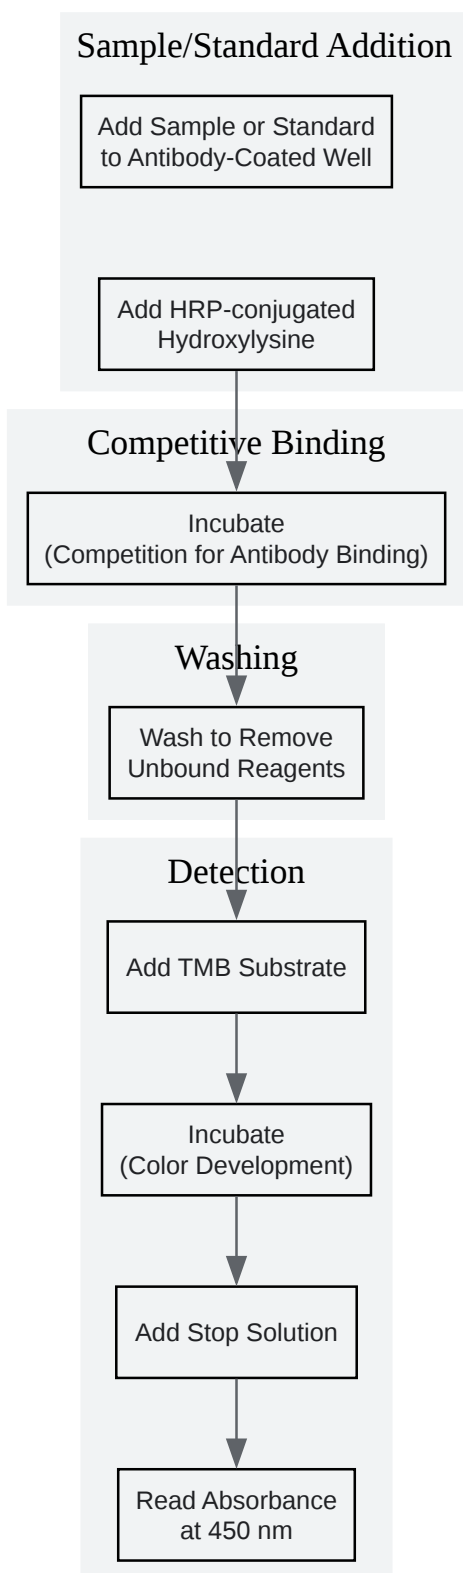 Sample/Standard Addition
Add Sample or Standard
to Antibody-Coated Well
Add HRP-conjugated
Hydroxylysine
Competitive Binding
Incubate
(Competition for Antibody Binding)
Washing
Wash to Remove
Unbound Reagents
Detection
Add TMB Substrate
Incubate
(Color Development)
Add Stop Solution
Read Absorbance
at 450 nm